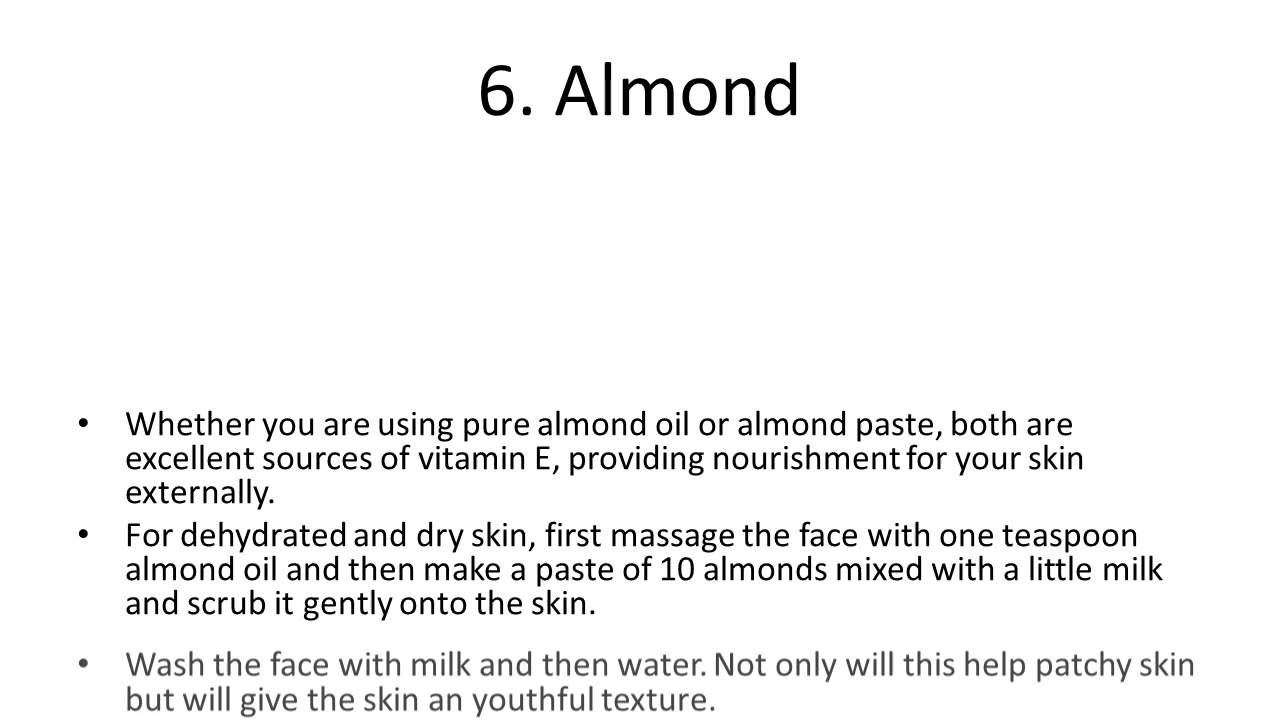 6. Almond
• Whether you are using pure almond oil or almond paste, both are
excellent sources of vitamin E, providing nourishment for your skin
externally.
• For dehydrated and dry skin, first massage the face with one teaspoon
almond oil and then make a paste of 10 almonds mixed with a little milk
and scrub it gently onto the skin.
• Wash the face with milk and then water. Not only will this help patchy skin
but will give the skin an youthful texture.